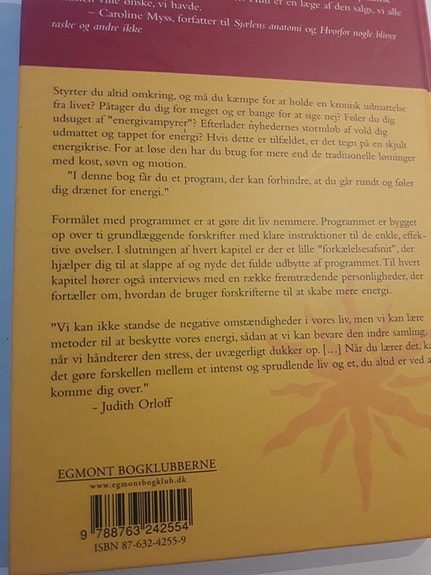 er en læge af den salgs, vi alle
ville ønske, vi havde.
– Caroline Myss, forfatter til Sjælens anatomi og Hvorfor nogle bliver
raske og andre ikke
Styrter du altid omkring, og må du kæmpe for at holde en kronisk udmattelse
fra livet? Påtager du dig for meget og er bange for at sige nej? Føler du dig
udsuget af "energivampyrer"? Efterlader nyhedernes stormløb af vold dig
udmattet og tappet for energi? Hvis dette er tilfældet, er det tegn på en skjult
energikrise. For at løse den har du brug for mere end de traditionelle løsninger
med kost, søvn og motion.
"I denne bog får du et program, der kan forhindre, at du går rundt og føler
dig drænet for energi."
Formålet med programmet er at gøre dit liv nemmere. Programmet er bygget
op over ti grundlæggende forskrifter med klare instruktioner til de enkle, effekt-
ive øvelser. I slutningen af hvert kapitel er der et lille "forkælelsesafsnit", der
hjælper dig til at slappe af og nyde det fulde udbytte af programmet. Til hvert
kapitel hører også interviews med en række fremtrædende personligheder, der
fortæller om, hvordan de bruger forskrifterne til at skabe mere energi.
"Vi kan ikke standse de negative omstændigheder i vores liv, men vi kan lære
metoder til at beskytte vores energi, sådan at vi kan bevare den indre samling,
når vi håndterer den stress, der uvægerligt dukker op. [...] Når du lærer det, ka
det gøre forskellen mellem et intenst og sprudlende liv og et, du altid er ved a
komme dig over."
- Judith Orloff
EGMONT BOGKLUBBERNE
www.egmontbogklub.dk
9 788763 242554
ISBN 87-632-4255-9